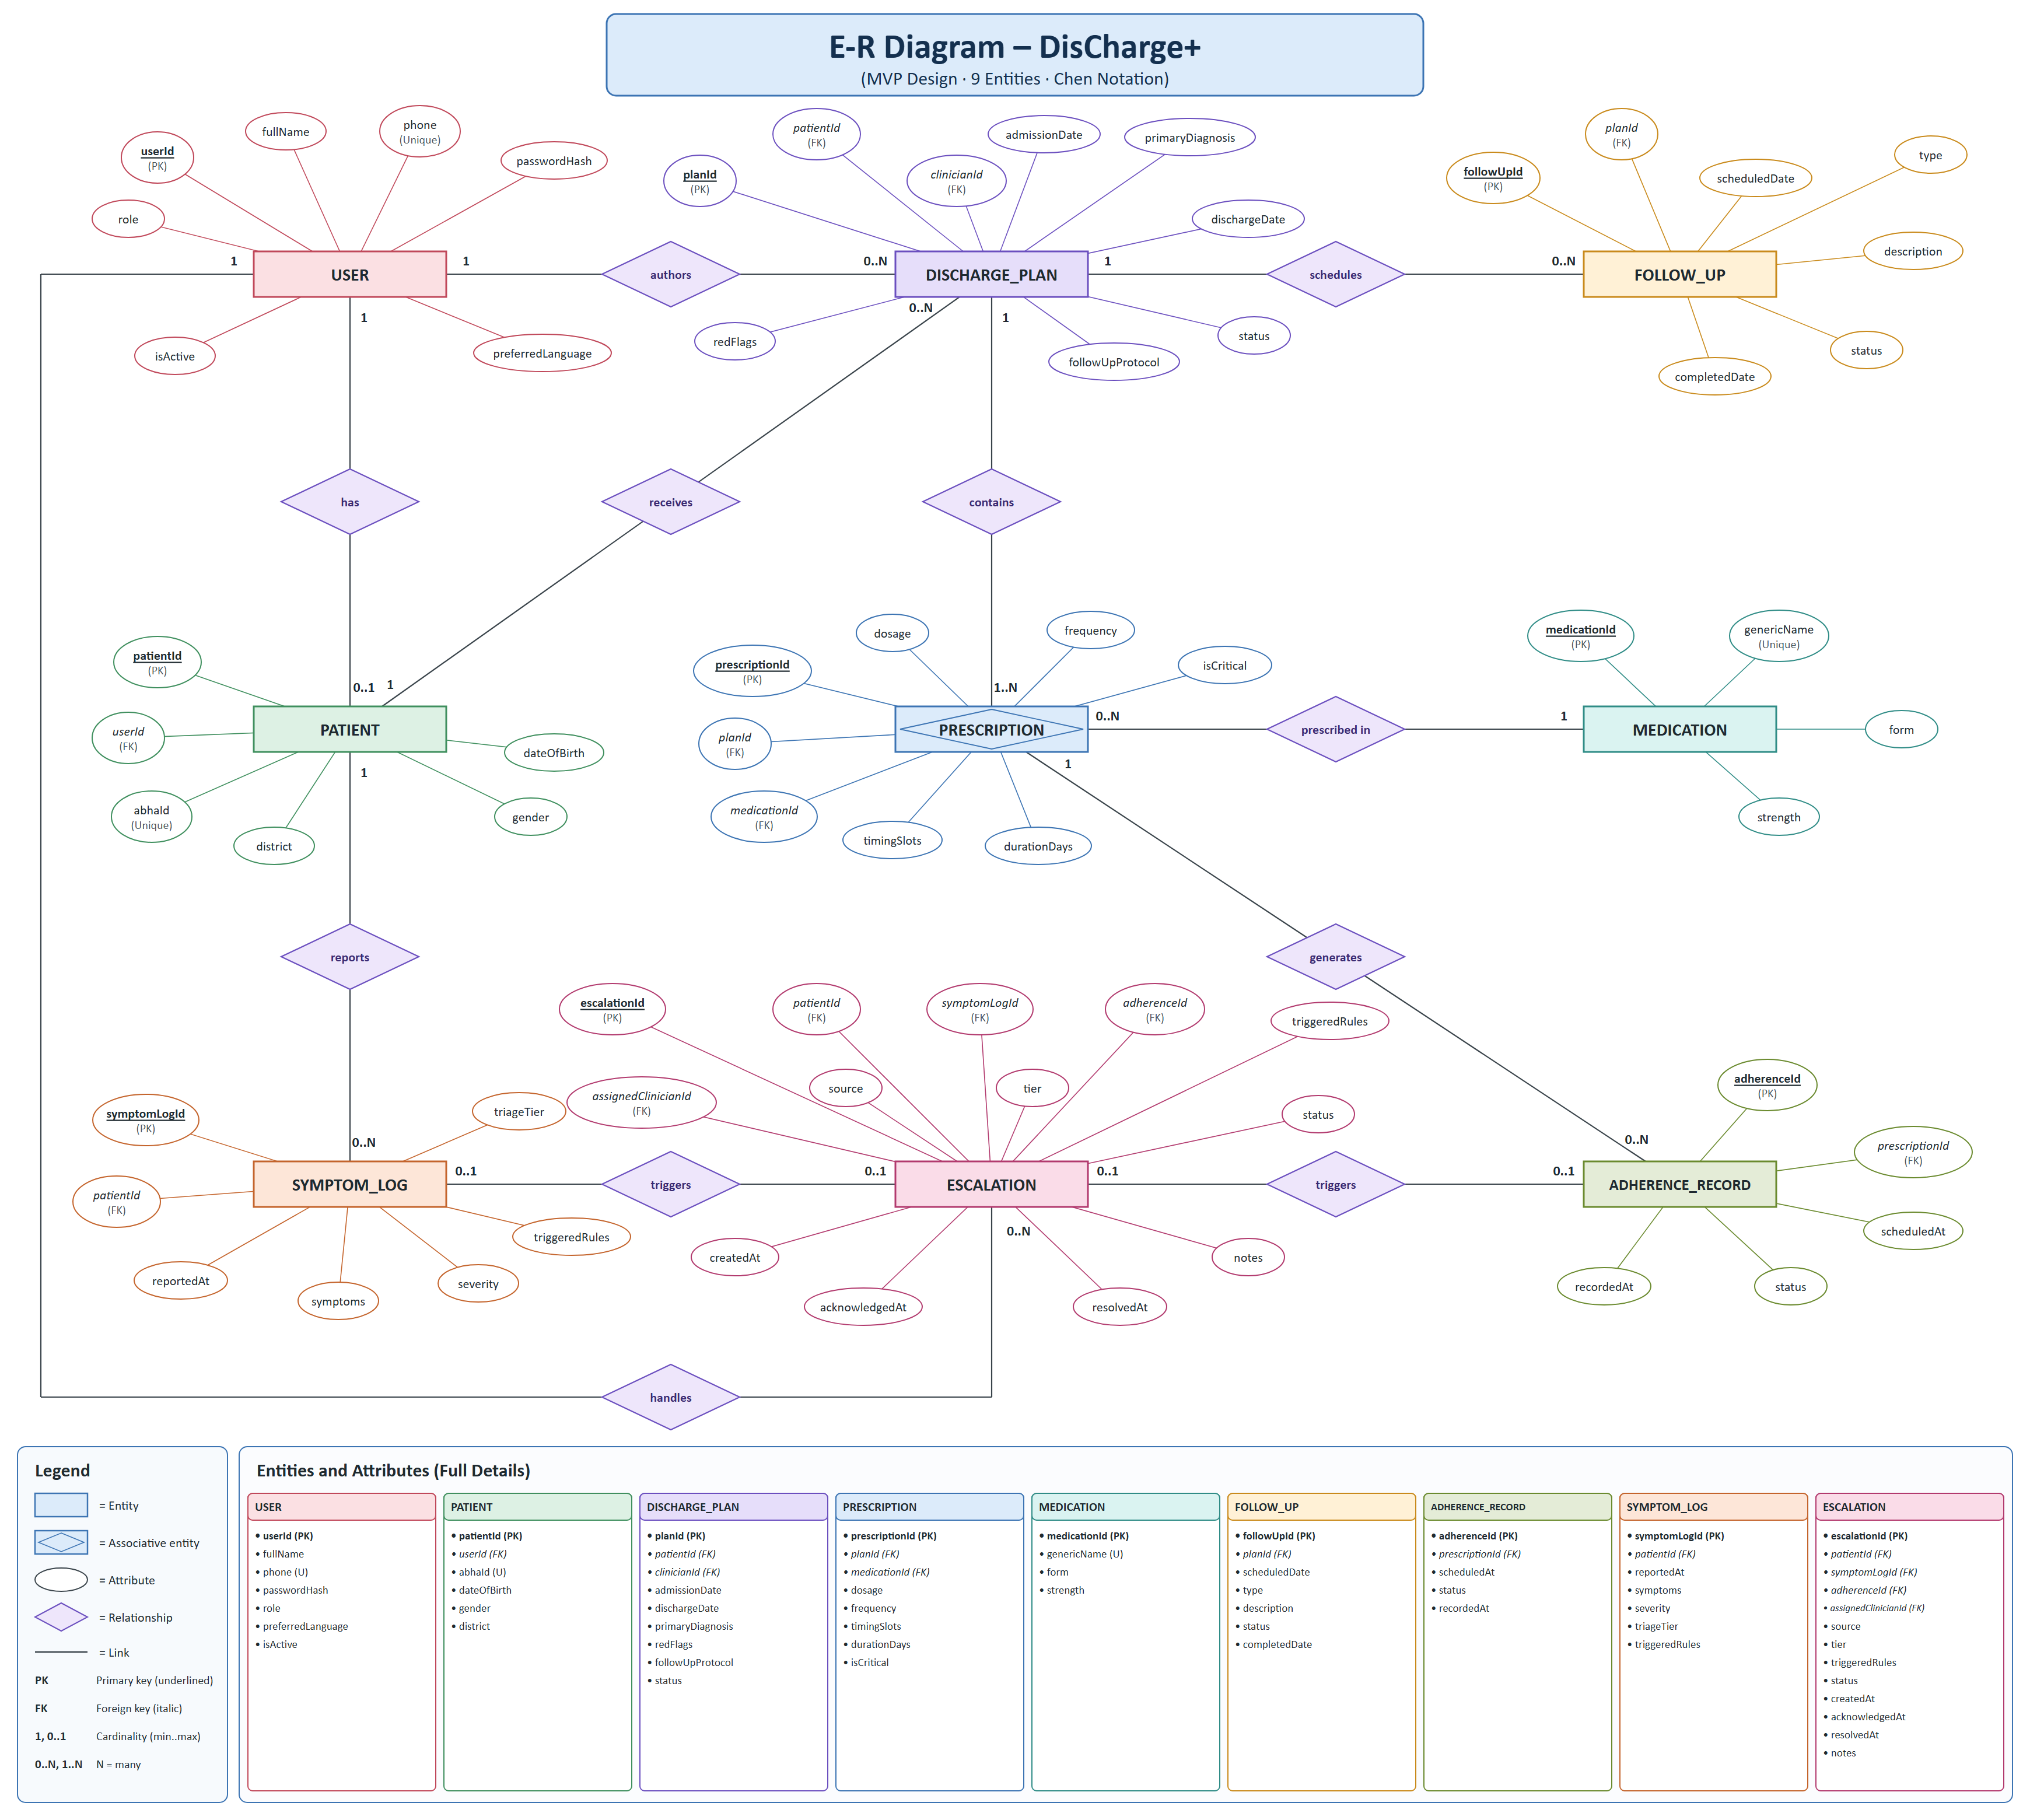 E-R Diagram – DisCharge+
(MVP Design · 9 Entities · Chen Notation)
userId
(PK)
fullName
phone
(Unique)
passwordHash
role
USER
isActive
preferredLanguage
1
1
1
authors
0..N
planId
(PK)
patientId
(FK)
clinicianId
(FK)
admissionDate
primaryDiagnosis
dischargeDate
DISCHARGE_PLAN
0..N
1
1
redFlags
followUpProtocol
status
schedules
0..N
followUpId
(PK)
planId
(FK)
scheduledDate
type
description
FOLLOW_UP
completedDate
status
has
receives
contains
patientId
(PK)
userId
(FK)
abhaId
(Unique)
district
gender
dateOfBirth
0..1
1
PATIENT
1
prescriptionId
(PK)
dosage
frequency
isCritical
planId
(FK)
medicationId
(FK)
timingSlots
durationDays
1..N
0..N
PRESCRIPTION
1
prescribed in
1
medicationId
(PK)
genericName
(Unique)
form
MEDICATION
strength
reports
generates
escalationId
(PK)
patientId
(FK)
symptomLogId
(FK)
adherenceId
(FK)
triggeredRules
assignedClinicianId
(FK)
source
tier
status
symptomLogId
(PK)
triageTier
0..N
patientId
(FK)
SYMPTOM_LOG
0..1
triggers
0..1
ESCALATION
0..1
triggers
0..1
0..N
ADHERENCE_RECORD
adherenceId
(PK)
prescriptionId
(FK)
scheduledAt
recordedAt
status
reportedAt
symptoms
severity
triggeredRules
0..N
createdAt
acknowledgedAt
resolvedAt
notes
handles
Legend
= Entity
= Associative entity
= Attribute
= Relationship
= Link
PK Primary key (underlined)
FK Foreign key (italic)
1, 0..1 Cardinality (min..max)
0..N, 1..N N = many
Entities and Attributes (Full Details)
USER
• userId (PK)
• fullName
• phone (U)
• passwordHash
• role
• preferredLanguage
• isActive
PATIENT
• patientId (PK)
• userId (FK)
• abhaId (U)
• dateOfBirth
• gender
• district
DISCHARGE_PLAN
• planId (PK)
• patientId (FK)
• clinicianId (FK)
• admissionDate
• dischargeDate
• primaryDiagnosis
• redFlags
• followUpProtocol
• status
PRESCRIPTION
• prescriptionId (PK)
• planId (FK)
• medicationId (FK)
• dosage
• frequency
• timingSlots
• durationDays
• isCritical
MEDICATION
• medicationId (PK)
• genericName (U)
• form
• strength
FOLLOW_UP
• followUpId (PK)
• planId (FK)
• scheduledDate
• type
• description
• status
• completedDate
ADHERENCE_RECORD
• adherenceId (PK)
• prescriptionId (FK)
• scheduledAt
• status
• recordedAt
SYMPTOM_LOG
• symptomLogId (PK)
• patientId (FK)
• reportedAt
• symptoms
• severity
• triageTier
• triggeredRules
ESCALATION
• escalationId (PK)
• patientId (FK)
• symptomLogId (FK)
• adherenceId (FK)
• assignedClinicianId (FK)
• source
• tier
• triggeredRules
• status
• createdAt
• acknowledgedAt
• resolvedAt
• notes